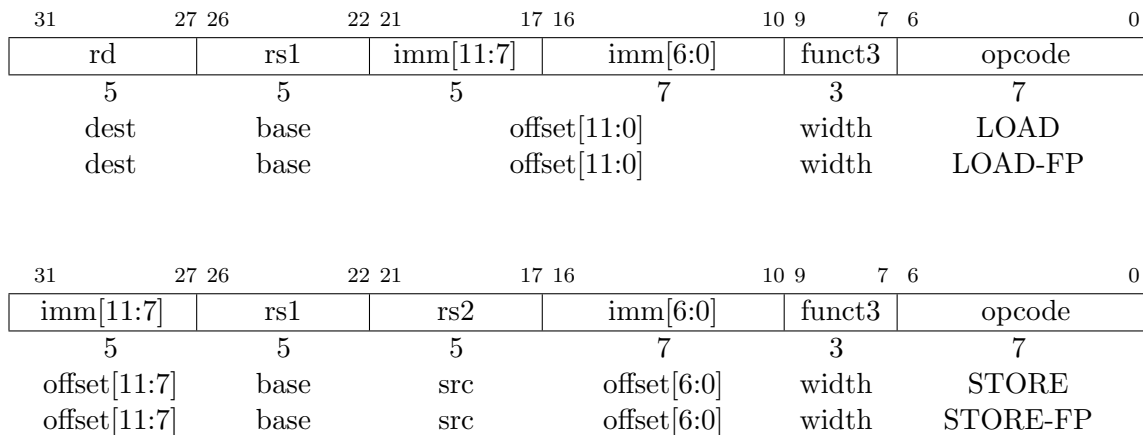 31 27 26 22 21 17 16 10 9 7 6 0
rd rs1 imm[11:7] imm[6:0] funct3 opcode
5 5 5 7 3 7
dest base offset[11:0] width LOAD
dest base offset[11:0] width LOAD-FP
31 27 26 22 21 17 16 10 9 7 6 0
imm[11:7] rs1 rs2 imm[6:0] funct3 opcode
5 5 5 7 3 7
offset[11:7] base src offset[6:0] width STORE
offset[11:7] base src offset[6:0] width STORE-FP